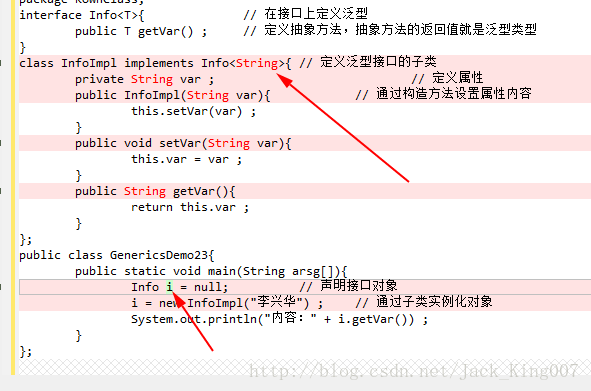 interface Info<T>{ // 在接口上定义泛型
public T getVar() ; // 定义抽象方法，抽象方法的返回值就是泛型类型
}
class InfoImpl implements Info<String>{ // 定义泛型接口的子类
private String var ; // 定义属性
public InfoImpl(String var){ // 通过构造方法设置属性内容
this.setVar(var) ;
}
public void setVar(String var){
this.var = var ;
}
public String getVar(){
return this.var ;
}
};
public class GenericsDemo23{
public static void main(String arsg[]){
Info i = null; // 声明接口对象
i = new InfoImpl("李兴华") ; // 通过子类实例化对象
System.out.println("内容：" + i.getVar()) ;
}
};
http://blog.csdn.net/Jack_King007